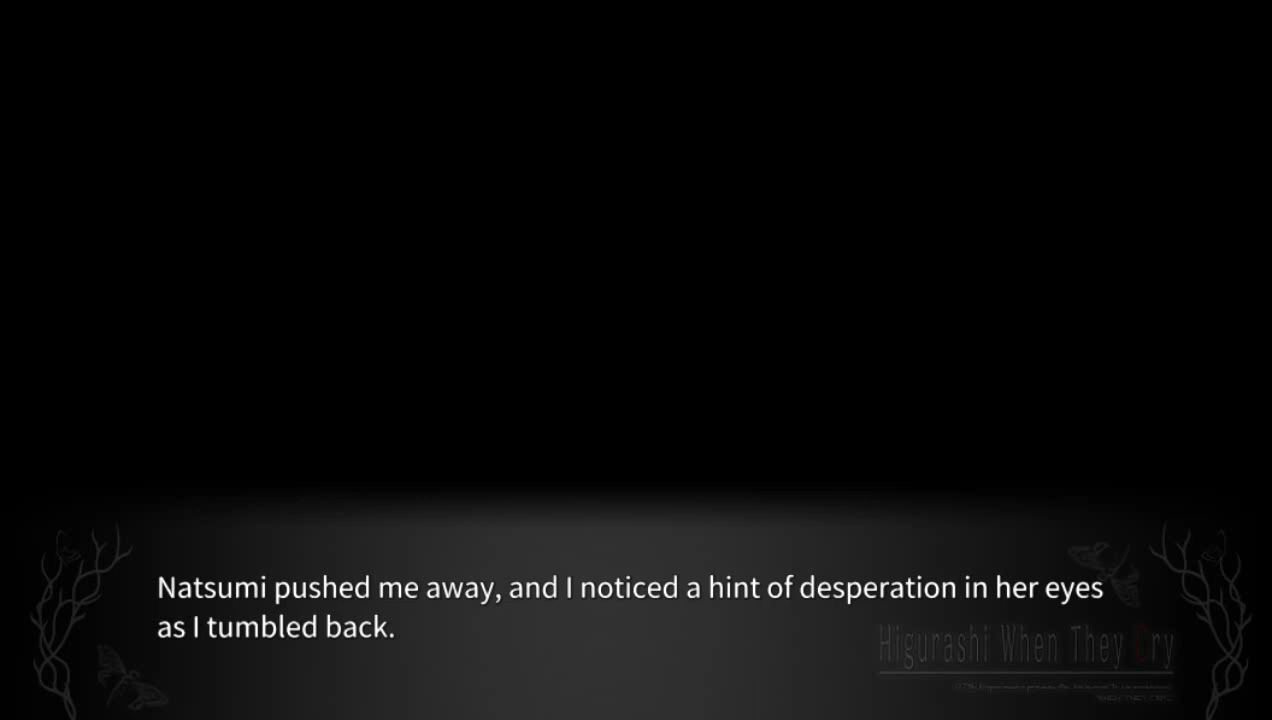 Natsumi pushed me away, and I noticed a hint of desperation in her eyes
as I tumbled back.
Higurashi When They Cry